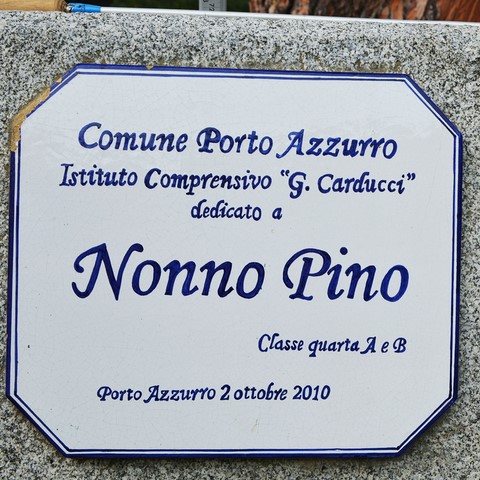 Comune Porto Azzurro
Istituto Comprensivo "G. Carducci"
dedicato a
Nonno Pino
Classe quarta A e B
Porto Azzurro 2 ottobre 2010